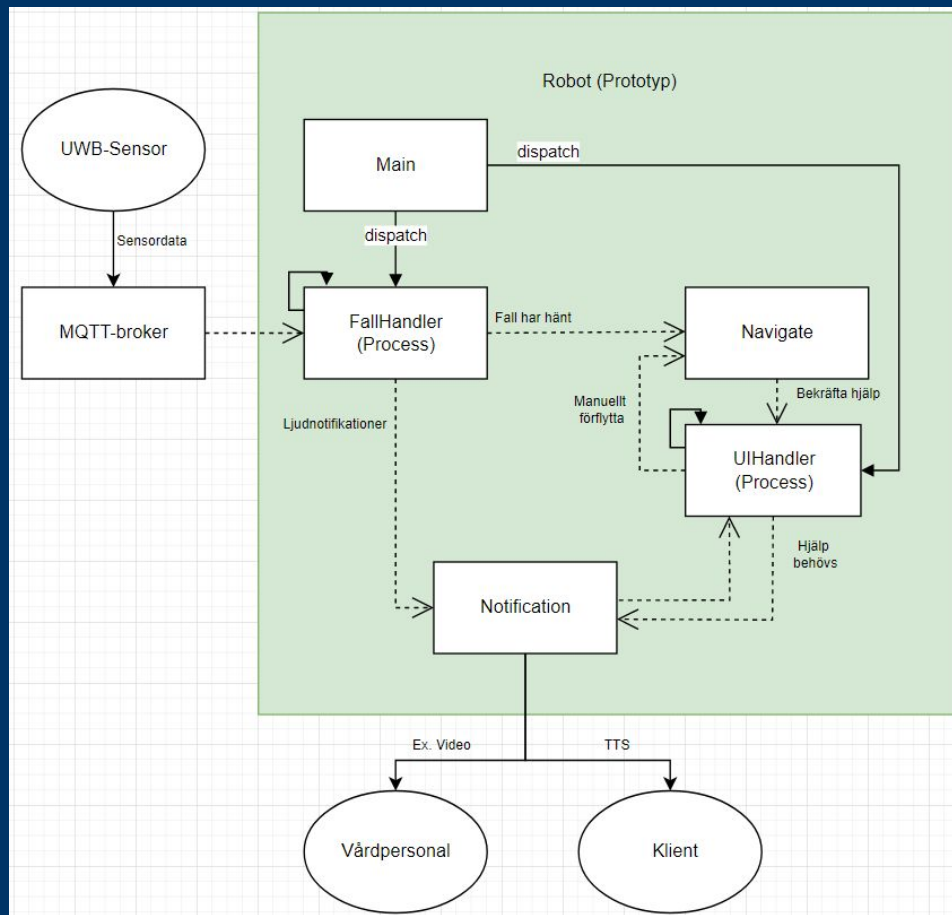 Robot (Prototyp)
UWB-Sensor
Main
dispatch
dispatch
Sensordata
MQTT-broker
FallHandler
(Process)
Fall har hänt
Navigate
Manuellt
förflytta
Bekräfta hjälp
Ljudnotifikationer
UIHandler
(Process)
Hjälp
behövs
Notification
Ex. Video
TTS
Vårdpersonal
Klient